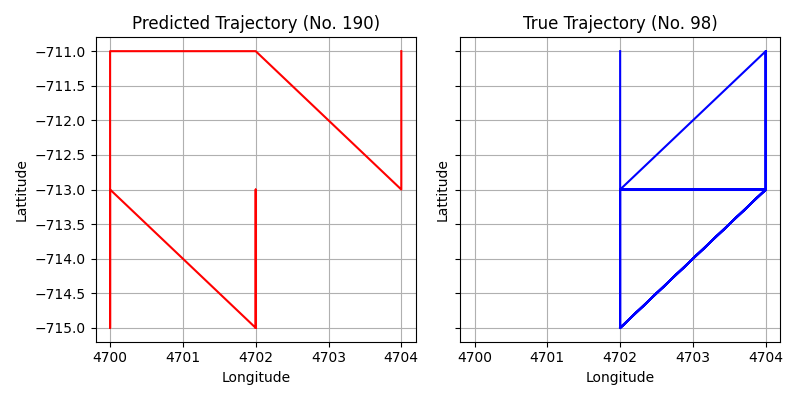 Predicted Trajectory (No. 190)
True Trajectory (No. 98)
−711.0
−711.5
−712.0
−712.5
−713.0
−713.5
−714.0
−714.5
−715.0
Lattitude
Lattitude
4700 4701 4702 4703 4704
4700 4701 4702 4703 4704
Longitude
Longitude